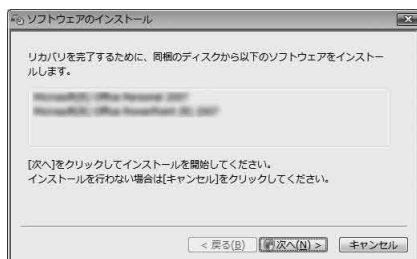 ソフトウェアのインストール
リカバリを完了するために、同梱のディスクから以下のソフトウェアをインストー
ルします。
[次へ]をクリックしてインストールを開始してください。
インストールを行わない場合は[キャンセル]をクリックしてください。
< 戻る(B)
次へ(N) >
キャンセル